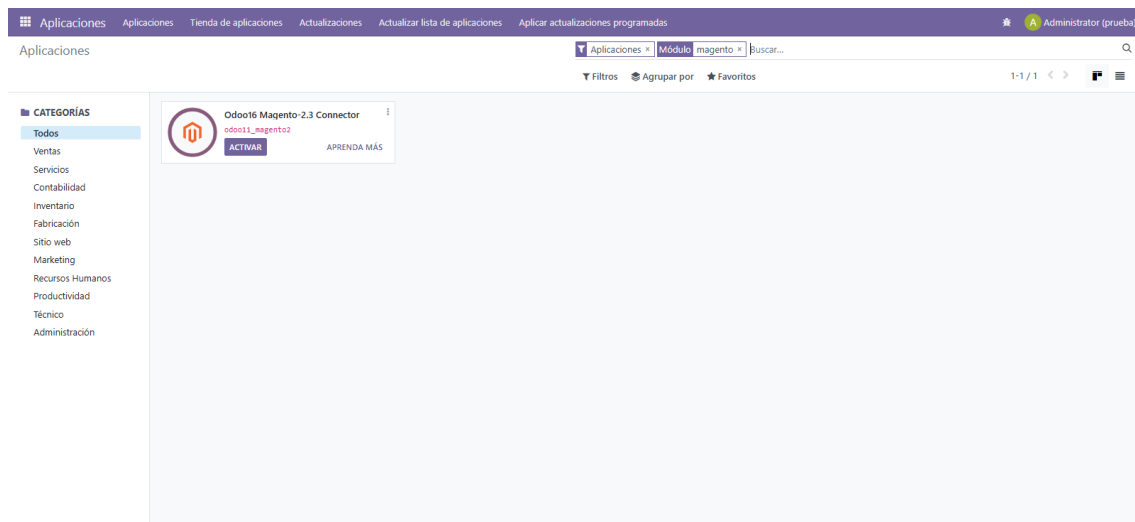 Aplicaciones Aplicaciones Tienda de aplicaciones Actualizaciones Actualizar lista de aplicaciones Aplicar actualizaciones programadas A Administrator (prueba)
Aplicaciones
Aplicaciones × Módulo magento × Buscar...
Filtros Agrupar por Favoritos 1-1 / 1
CATEGORÍAS
Todos
Ventas
Servicios
Contabilidad
Inventario
Fabricación
Sitio web
Marketing
Recursos Humanos
Productividad
Técnico
Administración
Odoo16 Magento-2.3 Connector
odoo11_magento2
ACTIVAR APRENDA MÁS